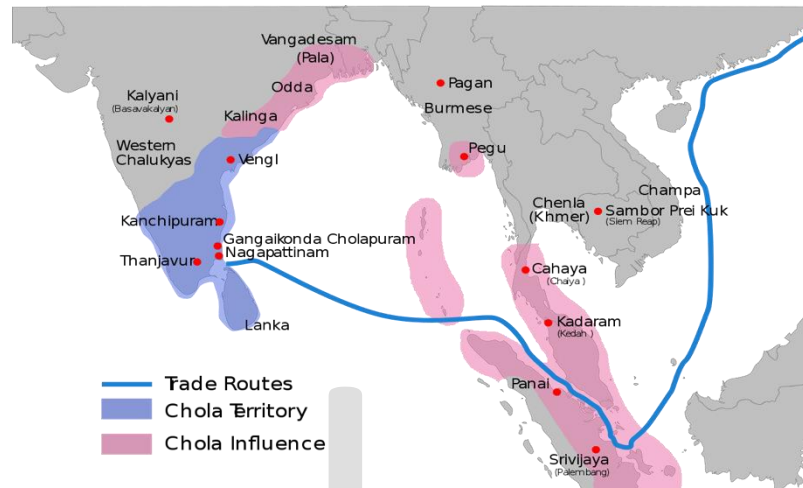 Vangadesam
(Pala)
Kalyani
(Basavakalyan)
Odda
Pagan
Burmese
Kalinga
Western
Chalukyas
VengI
Pegu
Champa
Chenla
(Khmer)
Sambor Prei Kuk
(Siem Reap)
Kanchipuram
Gangaikonda Cholapuram
Nagapattinam
Thanjavur
Cahaya
(Chaiya )
Lanka
Kadaram
(Kedah )
Panai
Srivijaya
(Palembang)
Trade Routes
Chola Territory
Chola Influence